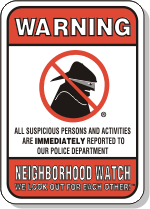 WARNING
®
ALL SUSPICIOUS PERSONS AND ACTIVITIES
ARE IMMEDIATELY REPORTED TO
OUR POLICE DEPARTMENT
NEIGHBORHOOD WATCH
WE LOOK OUT FOR EACH OTHER!